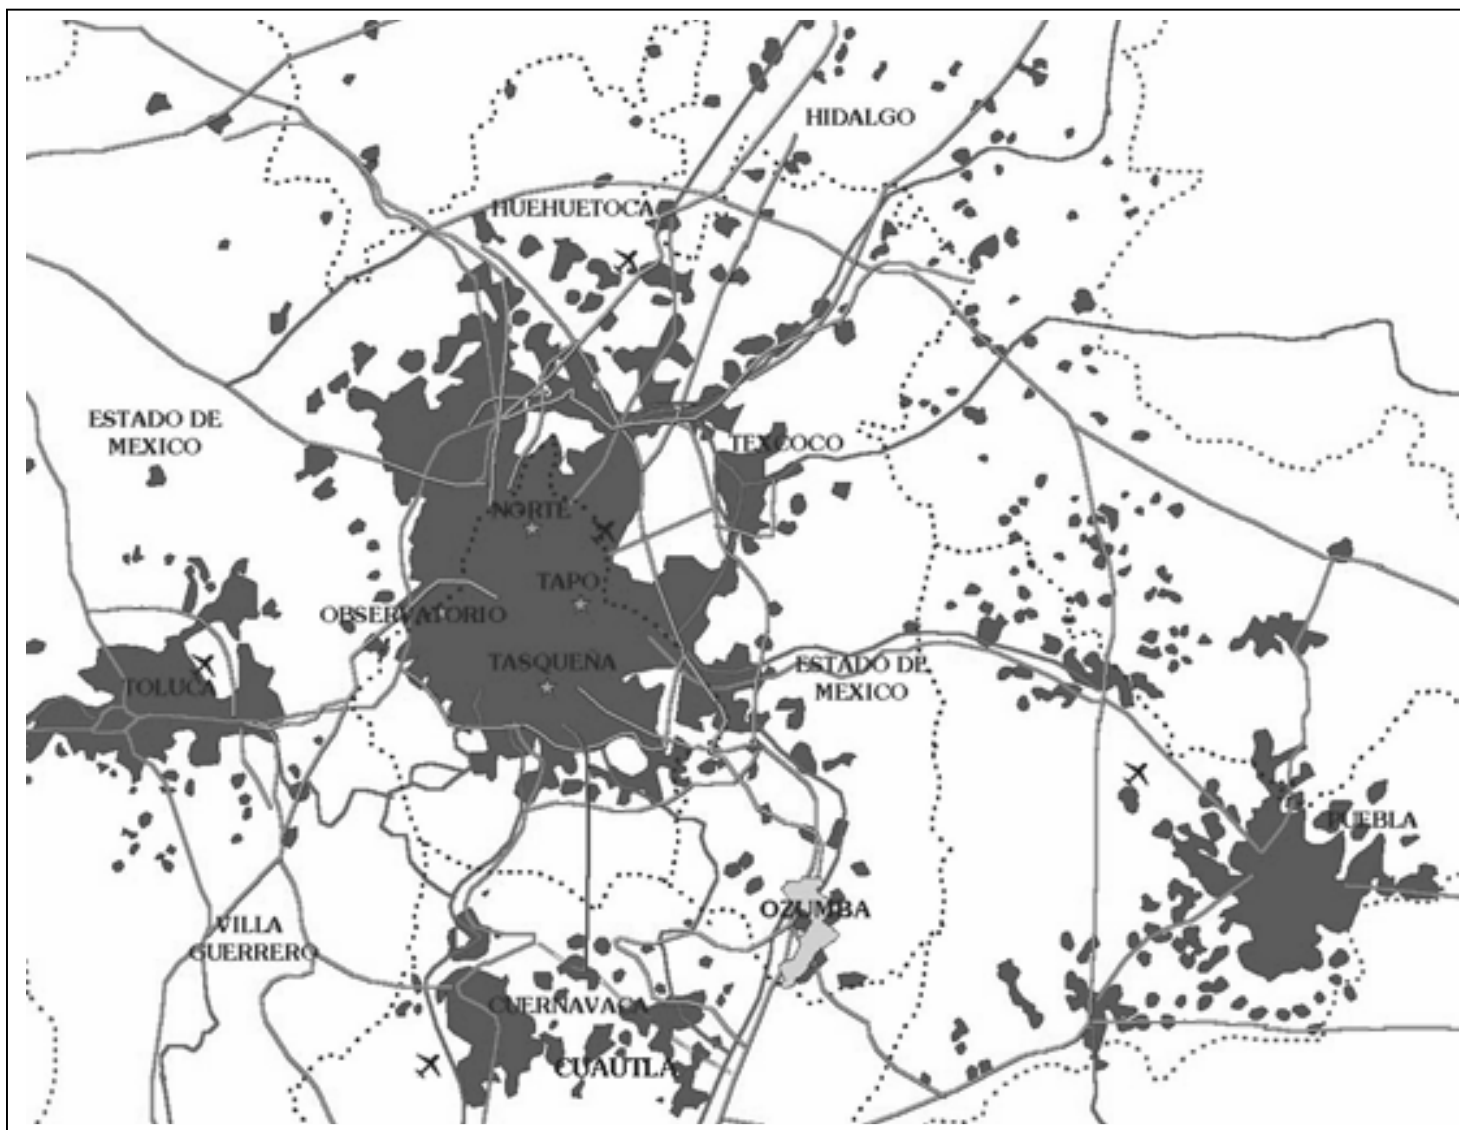 HIDALGO
HUEHUETOCA
ESTADO DE
MEXICO
TEXCOCO
NORTE
TAPO
OBSERVATORIO
TASQUEÑA
ESTADO DE
MEXICO
TOLUCA
PUEBLA
OZUMBA
VILLA
GUERRERO
CUERNAVACA
CUAUTLA